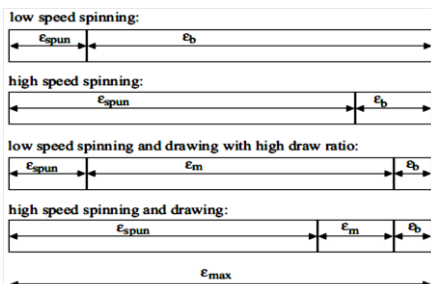 low speed spinning:
εspun εb
high speed spinning:
εspun εb
low speed spinning and drawing with high draw ratio:
εspun εm εb
high speed spinning and drawing:
εspun εm εb
εmax